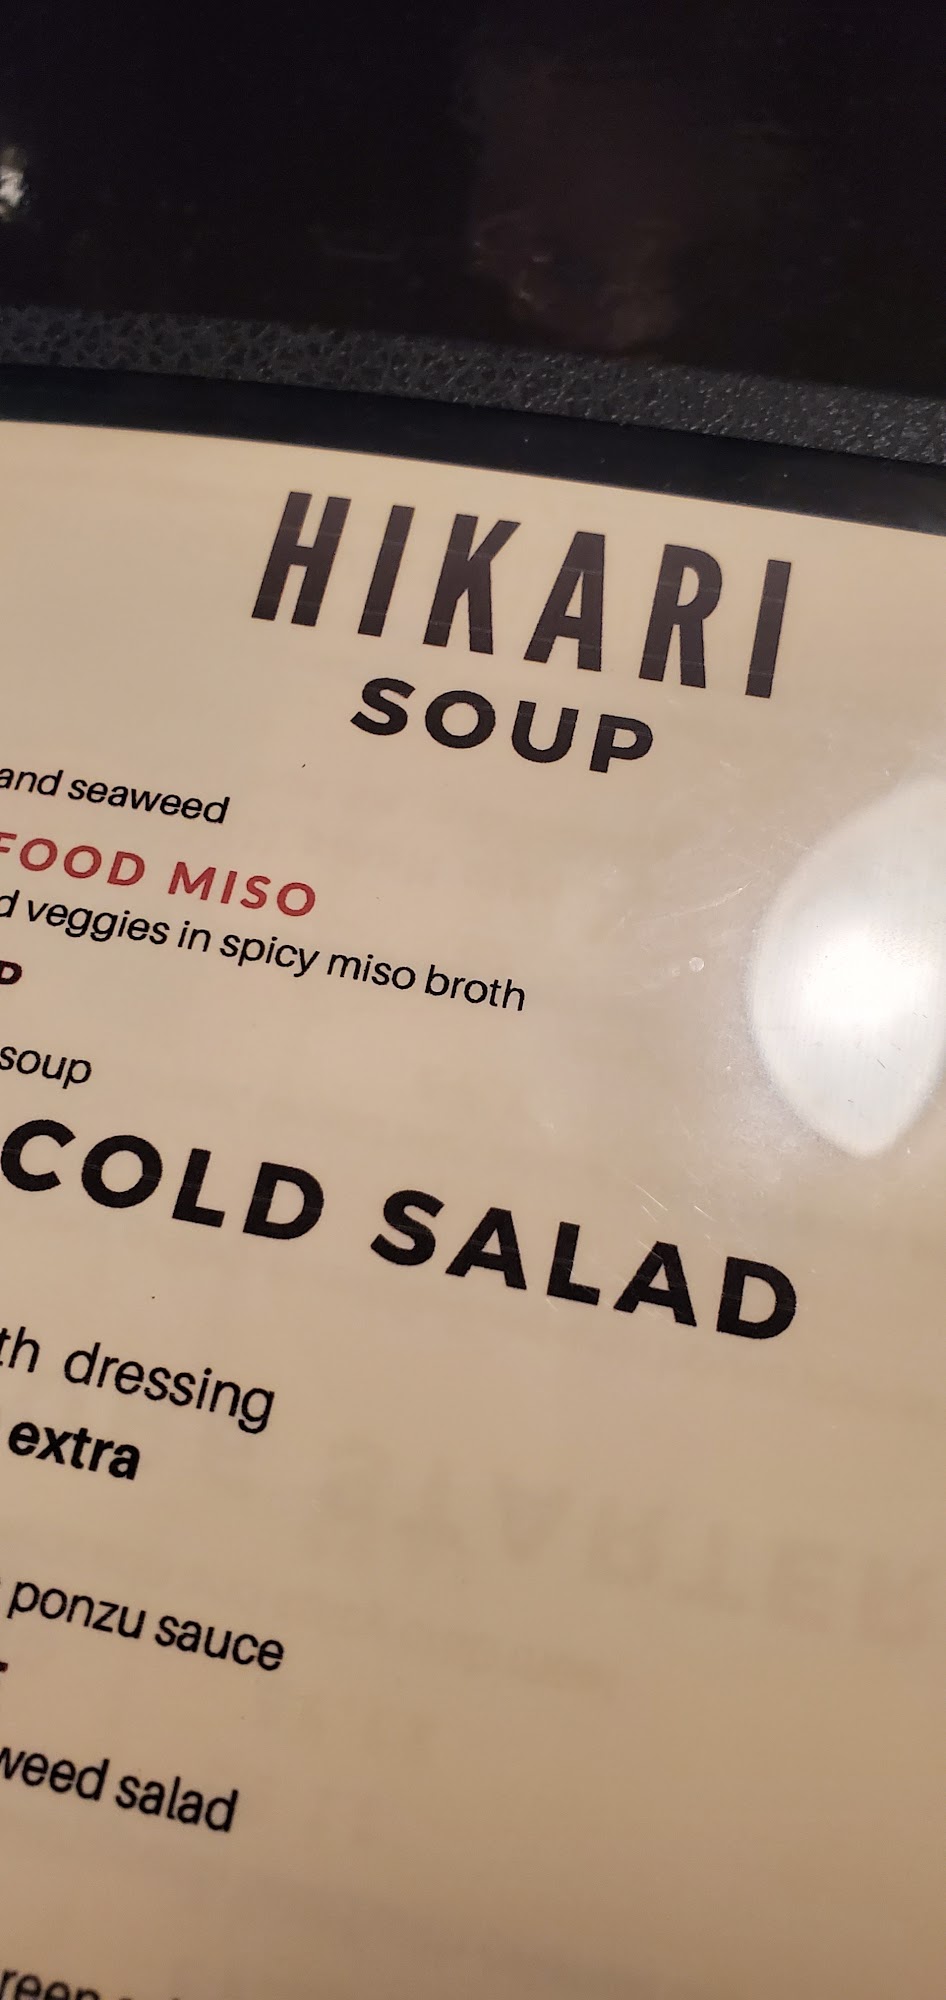 HIKARI
SOUP
and seaweed
FOOD MISO
d veggies in spicy miso broth
P
soup
COLD SALAD
th dressing
extra
ponzu sauce
weed salad
reen